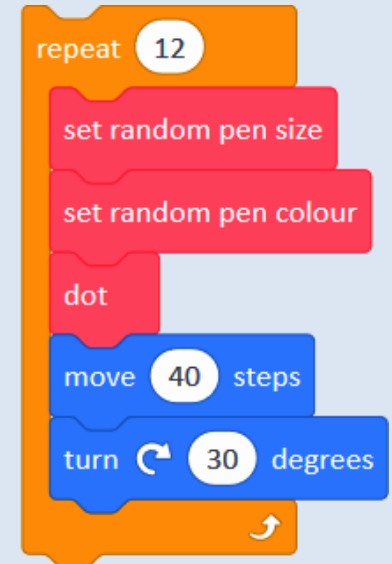 repeat 12
set random pen size
set random pen colour
dot
move 40 steps
turn 30 degrees